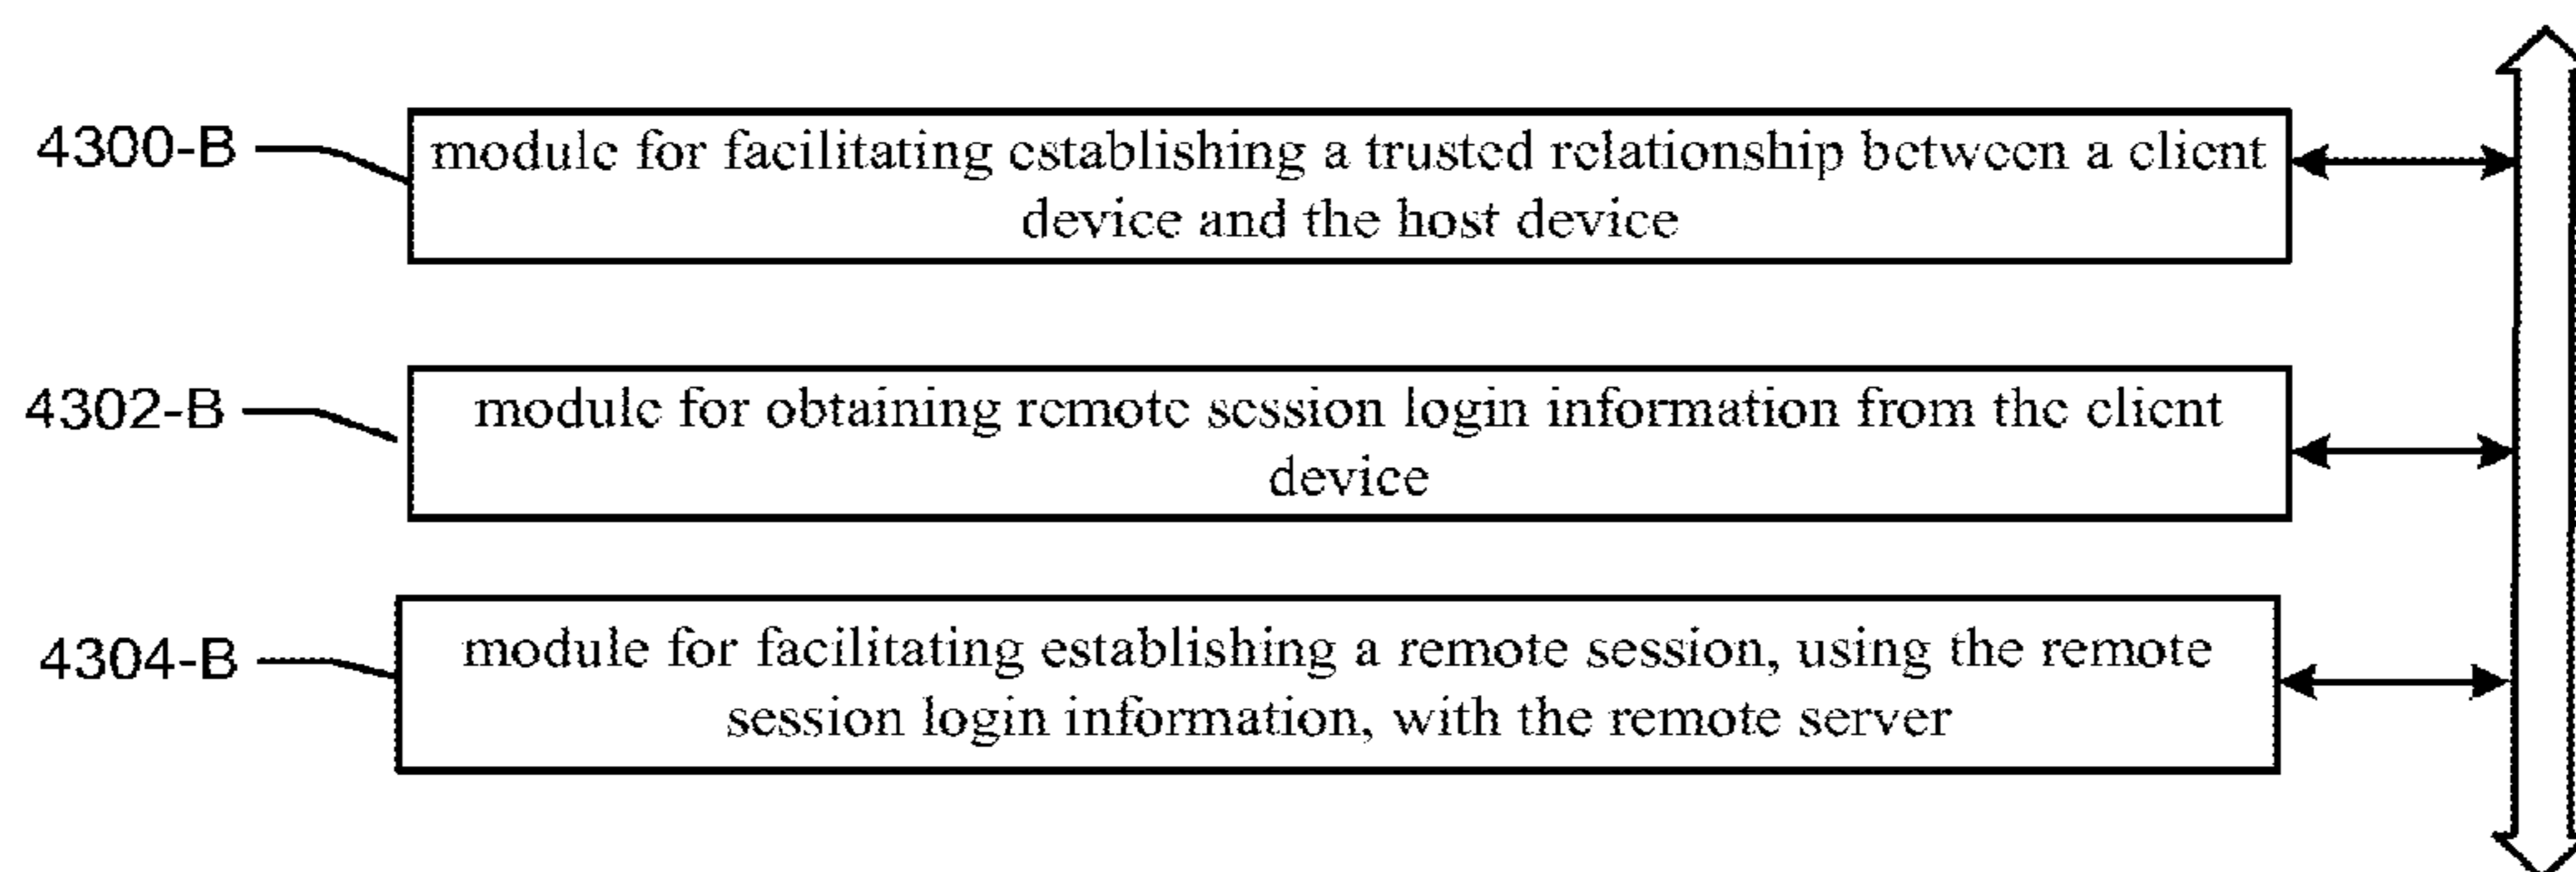 4300-B
module for facilitating establishing a trusted relationship between a client
device and the host device
4302-B
module for obtaining remote session login information from the client
device
4304-B
module for facilitating establishing a remote session, using the remote
session login information, with the remote server